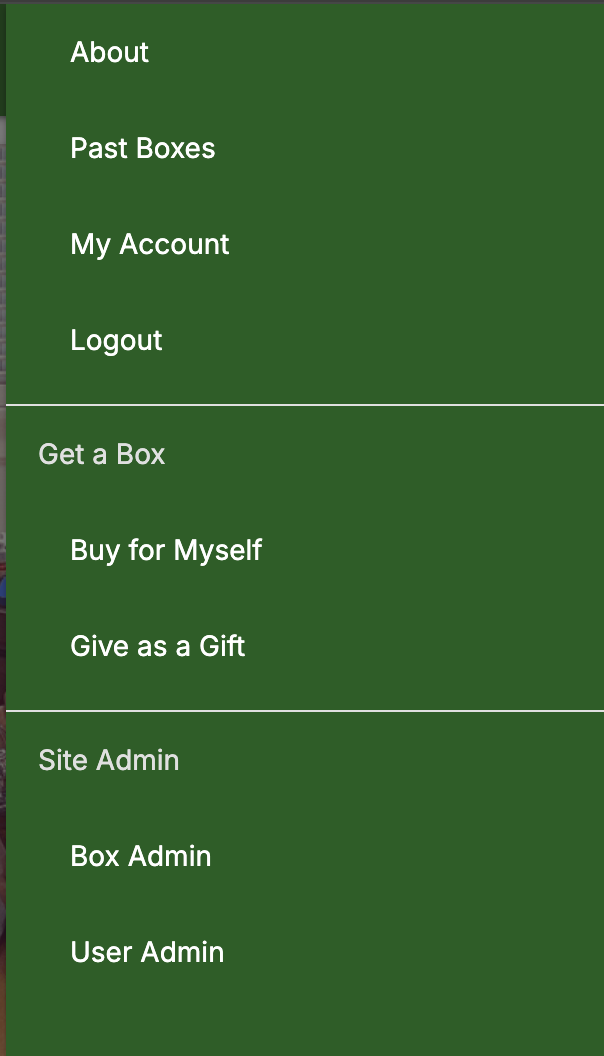 About
Past Boxes
My Account
Logout
Get a Box
Buy for Myself
Give as a Gift
Site Admin
Box Admin
User Admin